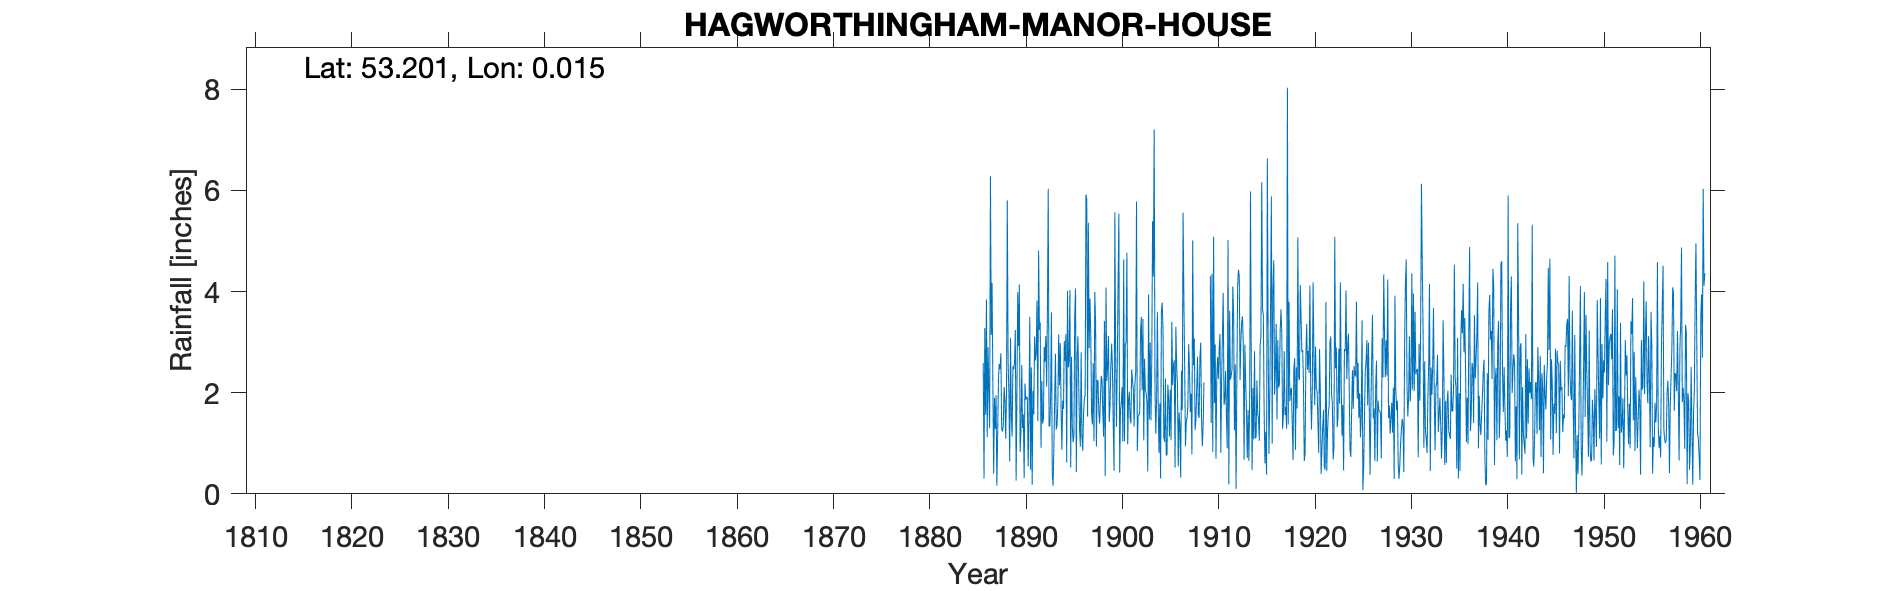 HAGWORTHINGHAM-MANOR-HOUSE
Lat: 53.201, Lon: 0.015
8
6
4
2
0
Rainfall [inches]
1810 1820 1830 1840 1850 1860 1870 1880 1890 1900 1910 1920 1930 1940 1950 1960
Year